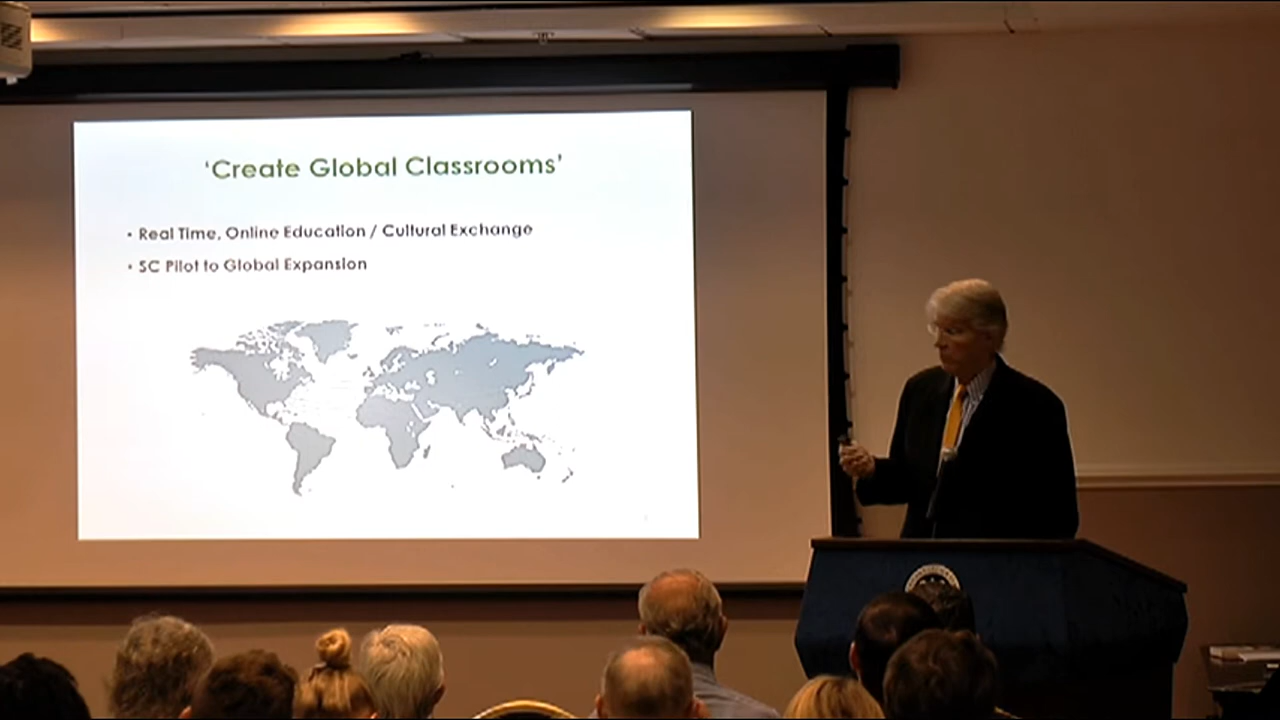 ‘Create Global Classrooms’
• Real Time, Online Education / Cultural Exchange
• SC Pilot to Global Expansion